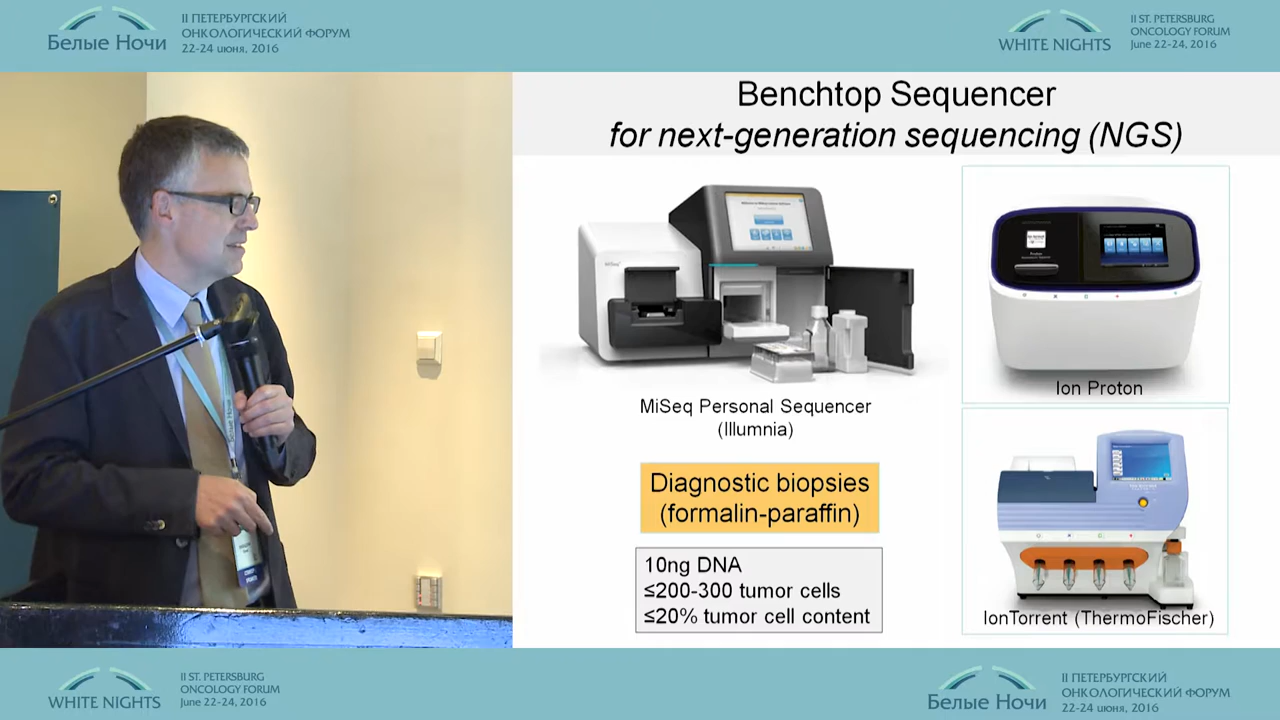 Белые Ночи
II ПЕТЕРБУРГСКИЙ
ОНКОЛОГИЧЕСКИЙ ФОРУМ
22-24 июня, 2016
WHITE NIGHTS
II ST. PETERSBURG
ONCOLOGY FORUM
June 22-24, 2016
Benchtop Sequencer
for next-generation sequencing (NGS)
MiSeq
MiSeq Personal Sequencer
(Illumnia)
Ion Proton
Diagnostic biopsies
(formalin-paraffin)
10ng DNA
≤200-300 tumor cells
≤20% tumor cell content
IonTorrent (ThermoFischer)
WHITE NIGHTS
II ST. PETERSBURG
ONCOLOGY FORUM
June 22-24, 2016
Белые Ночи
II ПЕТЕРБУРГСКИЙ
ОНКОЛОГИЧЕСКИЙ ФОРУМ
22-24 июня, 2016